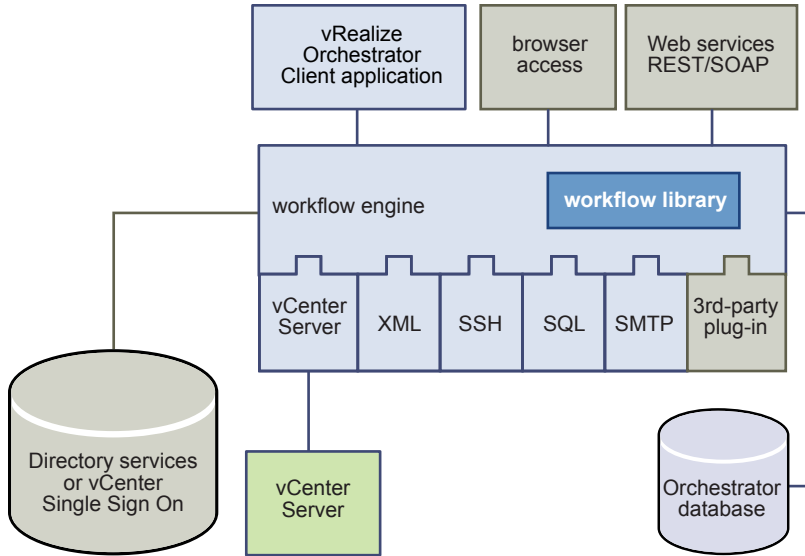 vRealize
Orchestrator
Client application
browser
access
Web services
REST/SOAP
workflow engine
workflow library
vCenter
Server
XML
SSH
SQL
SMTP
3rd-party
plug-in
Directory services
or vCenter
Single Sign On
vCenter
Server
Orchestrator
database